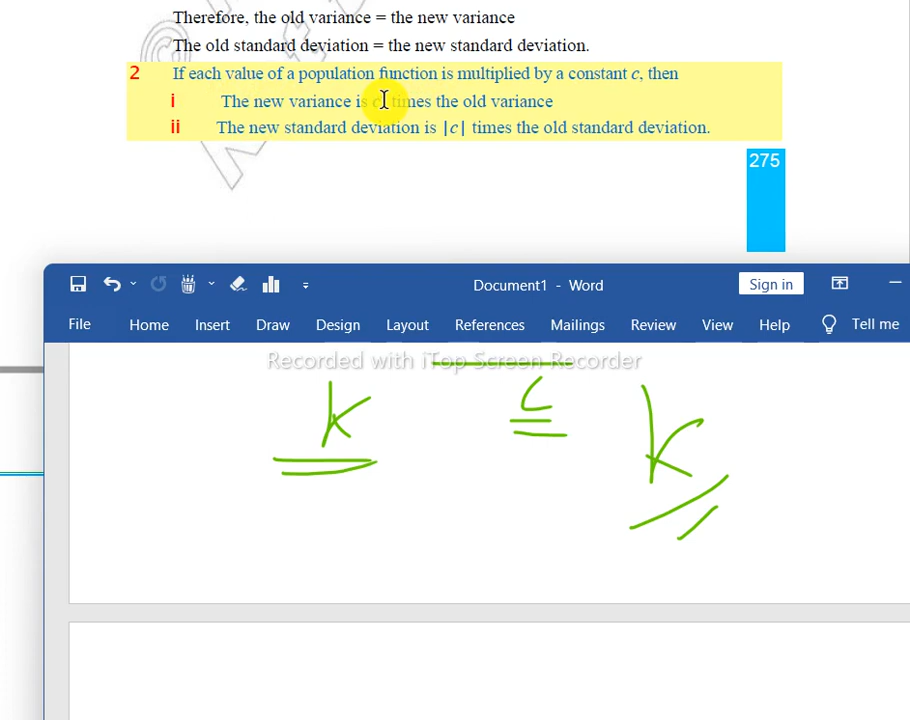 Therefore, the old variance = the new variance
The old standard deviation = the new standard deviation.
2 If each value of a population function is multiplied by a constant c, then
i The new variance is times the old variance
ii The new standard deviation is |c| times the old standard deviation.
275
Document1 - Word
Sign in
File Home Insert Draw Design Layout References Mailings Review View Help Tell me
Recorded with iTop Screen Recorder
k c k